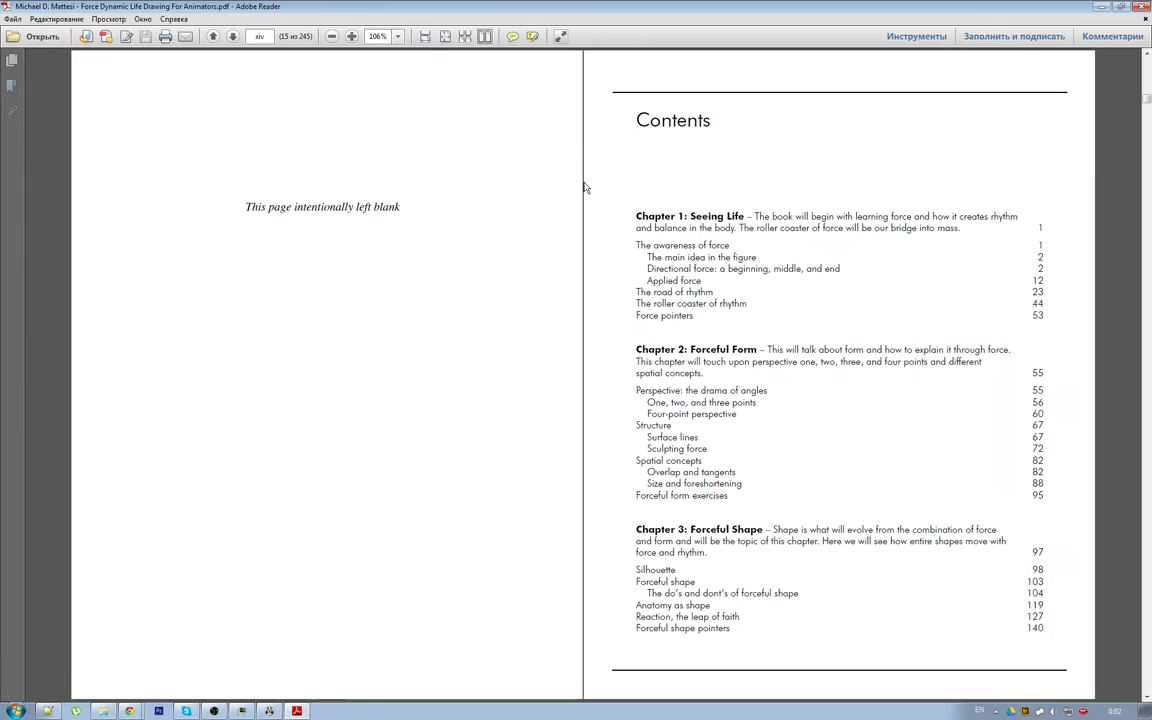 Michael D. Mattesi - Force Dynamic Life Drawing For Animators.pdf - Adobe Reader
Файл Редактирование Просмотр Окно Справка
Открыть xiv (15 из 245) 106% Инструменты Заполнить и подписать Комментарии
This page intentionally left blank
Contents
Chapter 1: Seeing Life – The book will begin with learning force and how it creates rhythm
and balance in the body. The roller coaster of force will be our bridge into mass. 1
The awareness of force 1
The main idea in the figure 2
Directional force: a beginning, middle, and end 2
Applied force 12
The road of rhythm 23
The roller coaster of rhythm 44
Force pointers 53
Chapter 2: Forceful Form – This will talk about form and how to explain it through force.
This chapter will touch upon perspective one, two, three, and four points and different
spatial concepts. 55
Perspective: the drama of angles 55
One, two, and three points 56
Four-point perspective 60
Structure 67
Surface lines 67
Sculpting force 72
Spatial concepts 82
Overlap and tangents 82
Size and foreshortening 88
Forceful form exercises 95
Chapter 3: Forceful Shape – Shape is what will evolve from the combination of force
and form and will be the topic of this chapter. Here we will see how entire shapes move with
force and rhythm. 97
Silhouette 98
Forceful shape 103
The do's and dont's of forceful shape 104
Anatomy as shape 119
Reaction, the leap of faith 127
Forceful shape pointers 140
EN 0:02